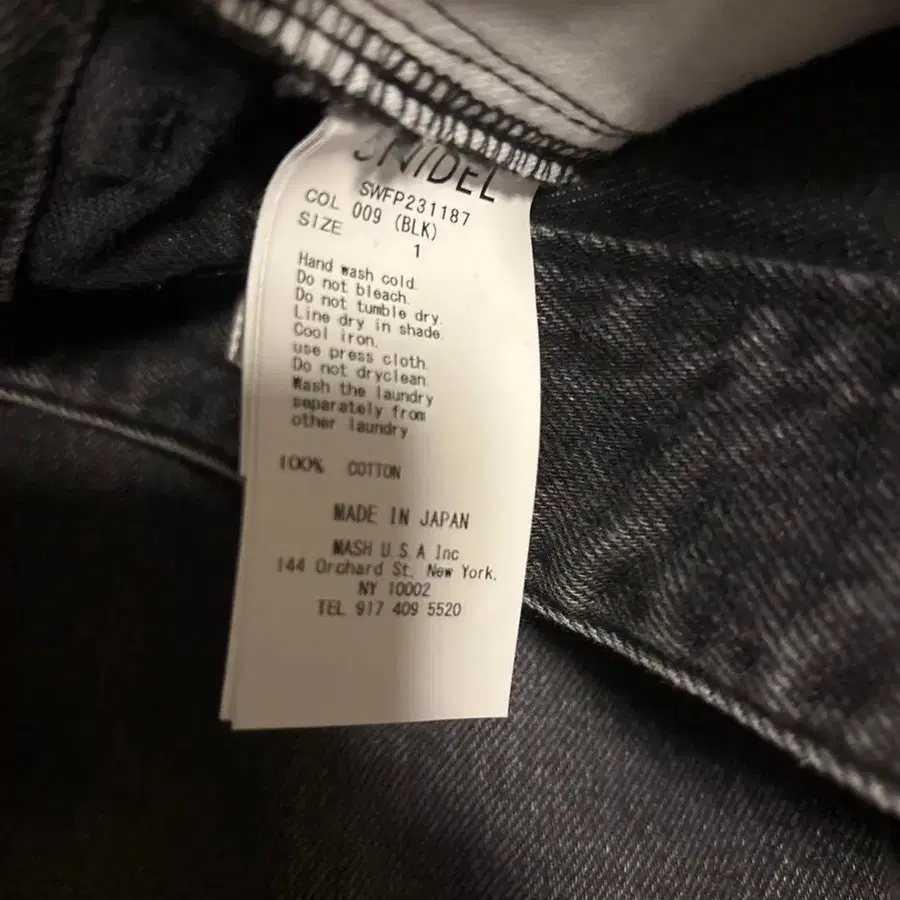 SNIDEL
SWFP231187
COL 009 (BLK)
SIZE 1
Hand wash cold.
Do not bleach.
Do not tumble dry.
Line dry in shade.
Cool iron,
use press cloth.
Do not dryclean.
Wash the laundry
separately from
other laundry
100% COTTON
MADE IN JAPAN
MASH U.S.A Inc
144 Orchard St, New York,
NY 10002
TEL 917 409 5520